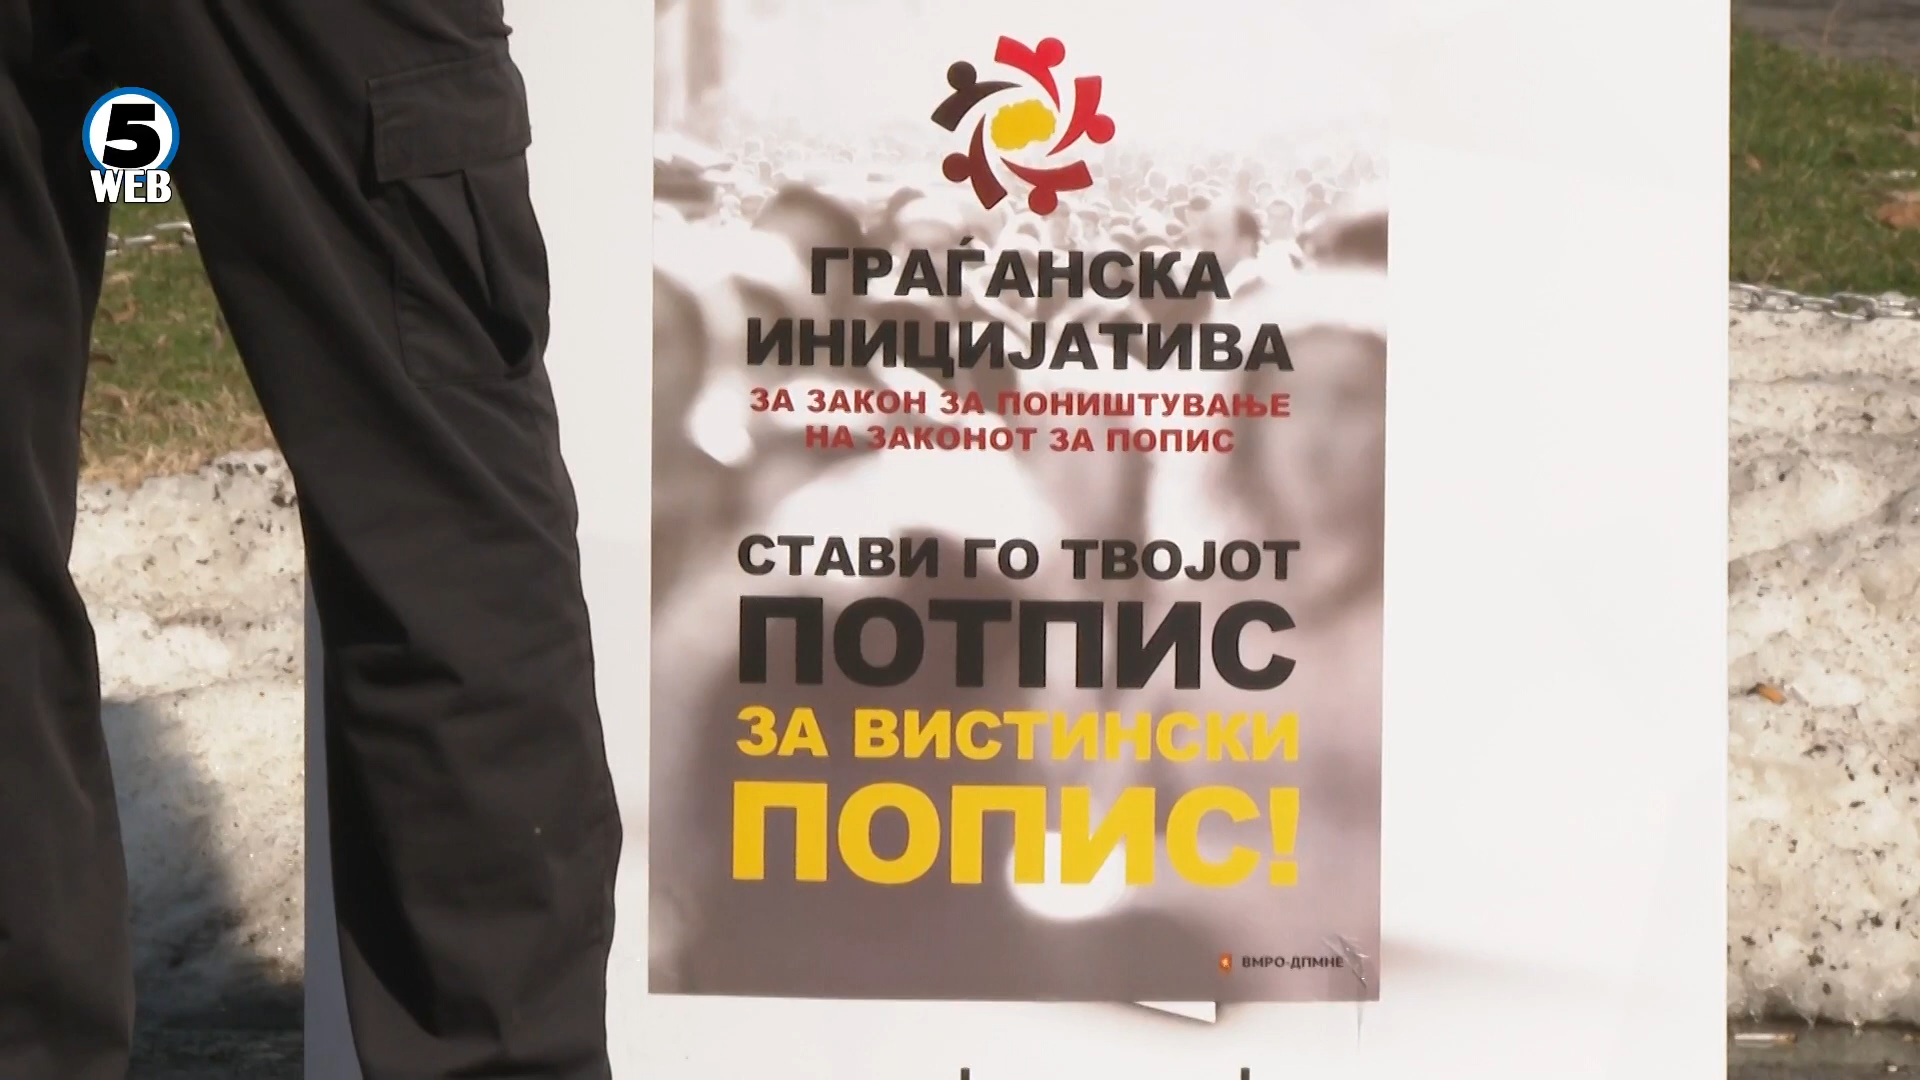 5
WEB
ГРАЃАНСКА
ИНИЦИЈАТИВА
ЗА ЗАКОН ЗА ПОНИШТУВАЊЕ
НА ЗАКОНОТ ЗА ПОПИС
СТАВИ ГО ТВОЈОТ
ПОТПИС
ЗА ВИСТИНСКИ
ПОПИС!
ВМРО-ДПМНЕ